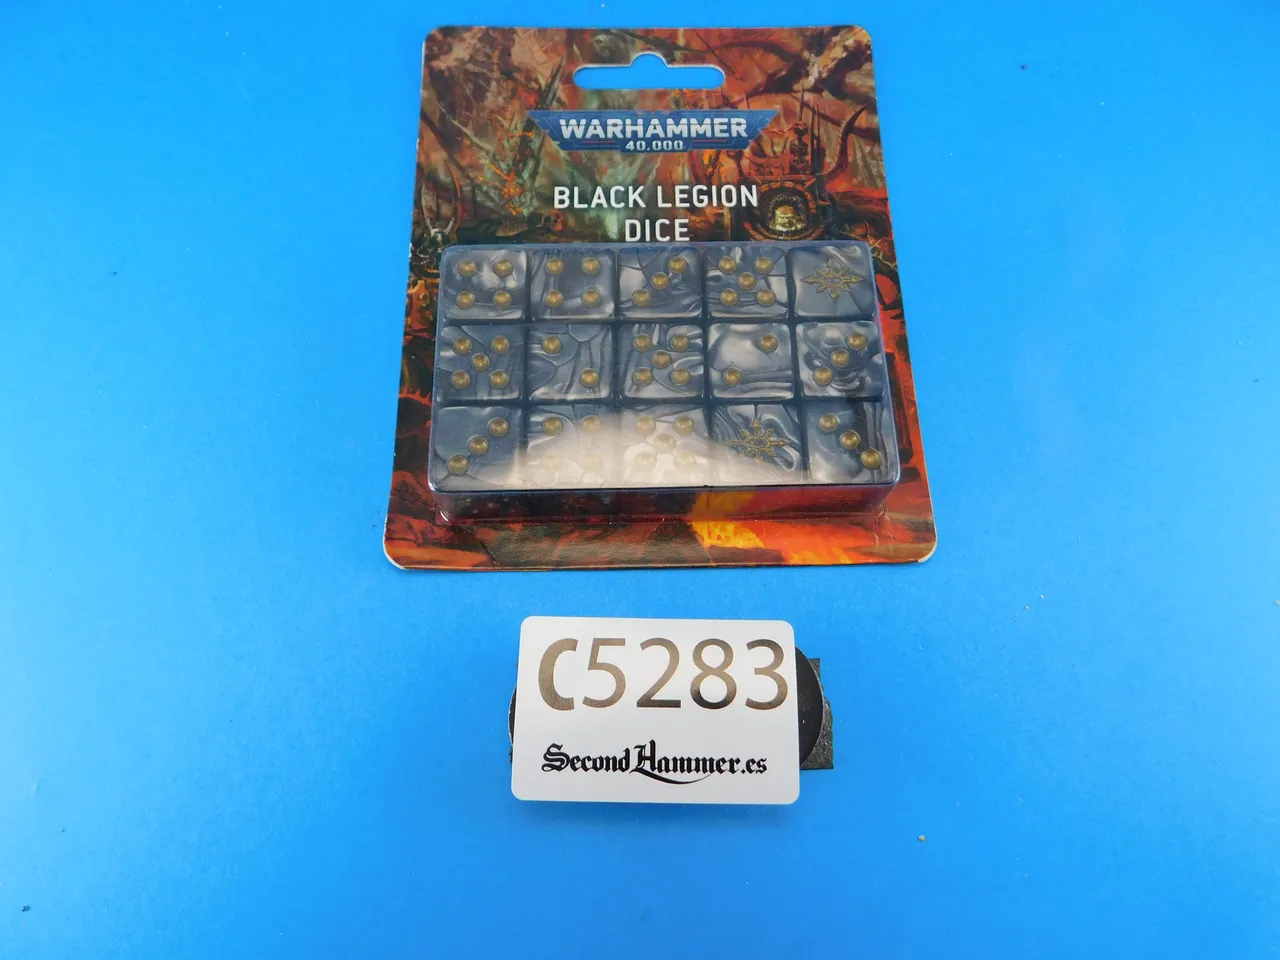 WARHAMMER
40,000
BLACK LEGION
DICE
C5283
SecondHammer.es